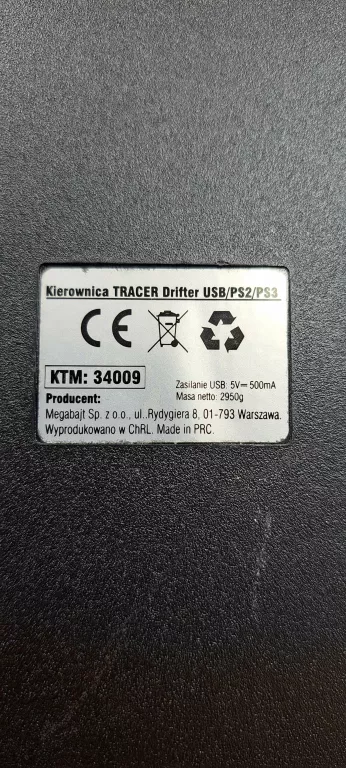 Kierownica TRACER Drifter USB/PS2/PS3
CE
KTM: 34009
Zasilanie USB: 5V⎓500mA
Producent:
Masa netto: 2950g
Megabajt Sp. z o.o., ul..Rydygiera 8, 01-793 Warszawa.
Wyprodukowano w ChRL. Made in PRC.